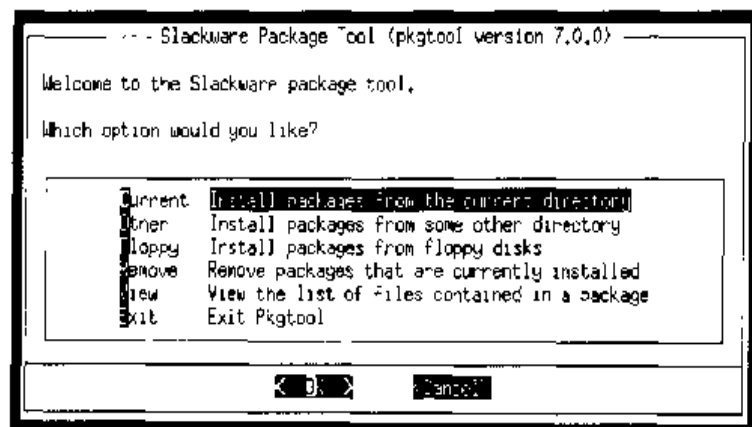 Slackware Package Tool (pkgtool version 7.0.0)
Welcome to the Slackware package tool.
Which option would you like?
Current Install packages from the current directory
Other Install packages from some other directory
Floppy Install packages from floppy disks
Remove Remove packages that are currently installed
View View the list of files contained in a package
Exit Exit Pkgtool
< OK > <Cancel>